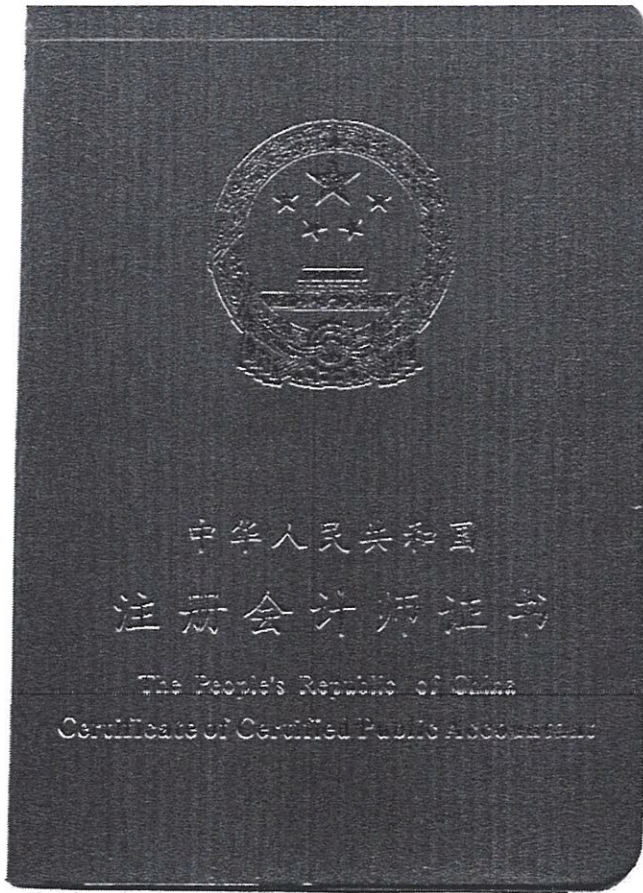 中华人民共和国
注册会计师证书
The People's Republic of China
Certificate of Certified Public Accountant